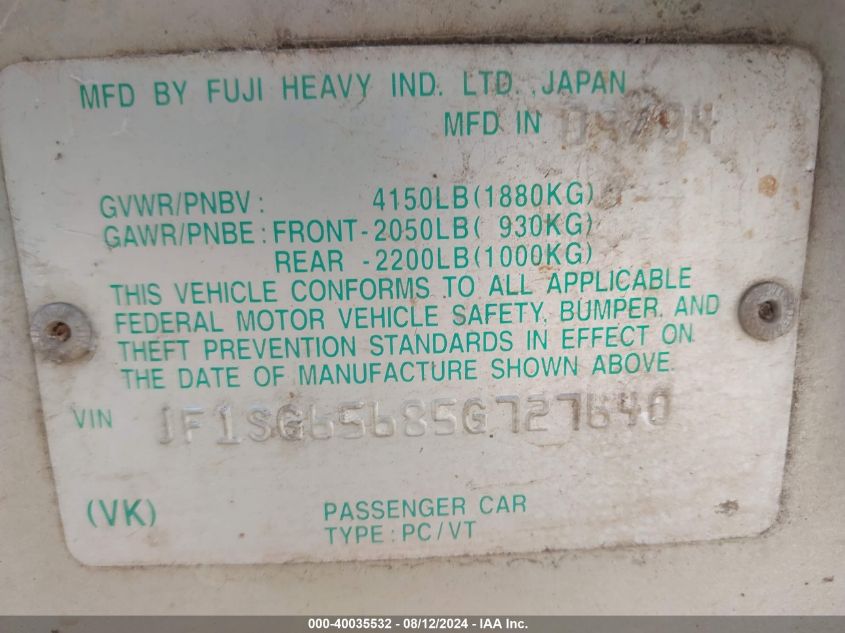 MFD BY FUJI HEAVY IND. LTD. JAPAN
MFD IN 09/04
GVWR/PNBV: 4150LB(1880KG)
GAWR/PNBE: FRONT-2050LB( 930KG)
REAR -2200LB(1000KG)
THIS VEHICLE CONFORMS TO ALL APPLICABLE
FEDERAL MOTOR VEHICLE SAFETY, BUMPER, AND
THEFT PREVENTION STANDARDS IN EFFECT ON
THE DATE OF MANUFACTURE SHOWN ABOVE.
VIN JF1SG65685G727640
(VK) PASSENGER CAR
TYPE: PC/VT
000-40035532 - 08/12/2024 - IAA Inc.